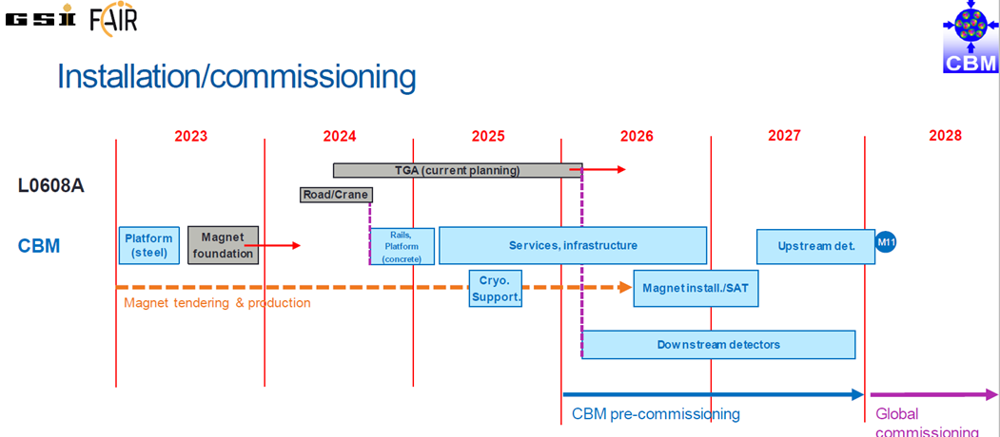 GSI FAIR
CBM
Installation/commissioning
2023 2024 2025 2026 2027 2028
L0608A
TGA (current planning)
Road/Crane
CBM
Platform
(steel)
Magnet
foundation
Rails,
Platform
(concrete)
Services, infrastructure
Upstream det.
M11
Magnet tendering & production
Cryo.
Support.
Magnet install./SAT
Downstream detectors
CBM pre-commissioning
Global
commissioning